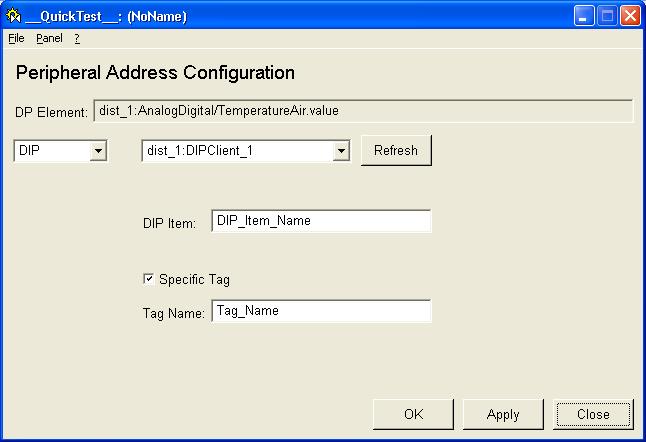 __QuickTest__: (NoName)
File Panel ?
Peripheral Address Configuration
DP Element: dist_1:AnalogDigital/TemperatureAir.value
DIP dist_1:DIPClient_1 Refresh
DIP Item: DIP_Item_Name
Specific Tag
Tag Name: Tag_Name
OK Apply Close